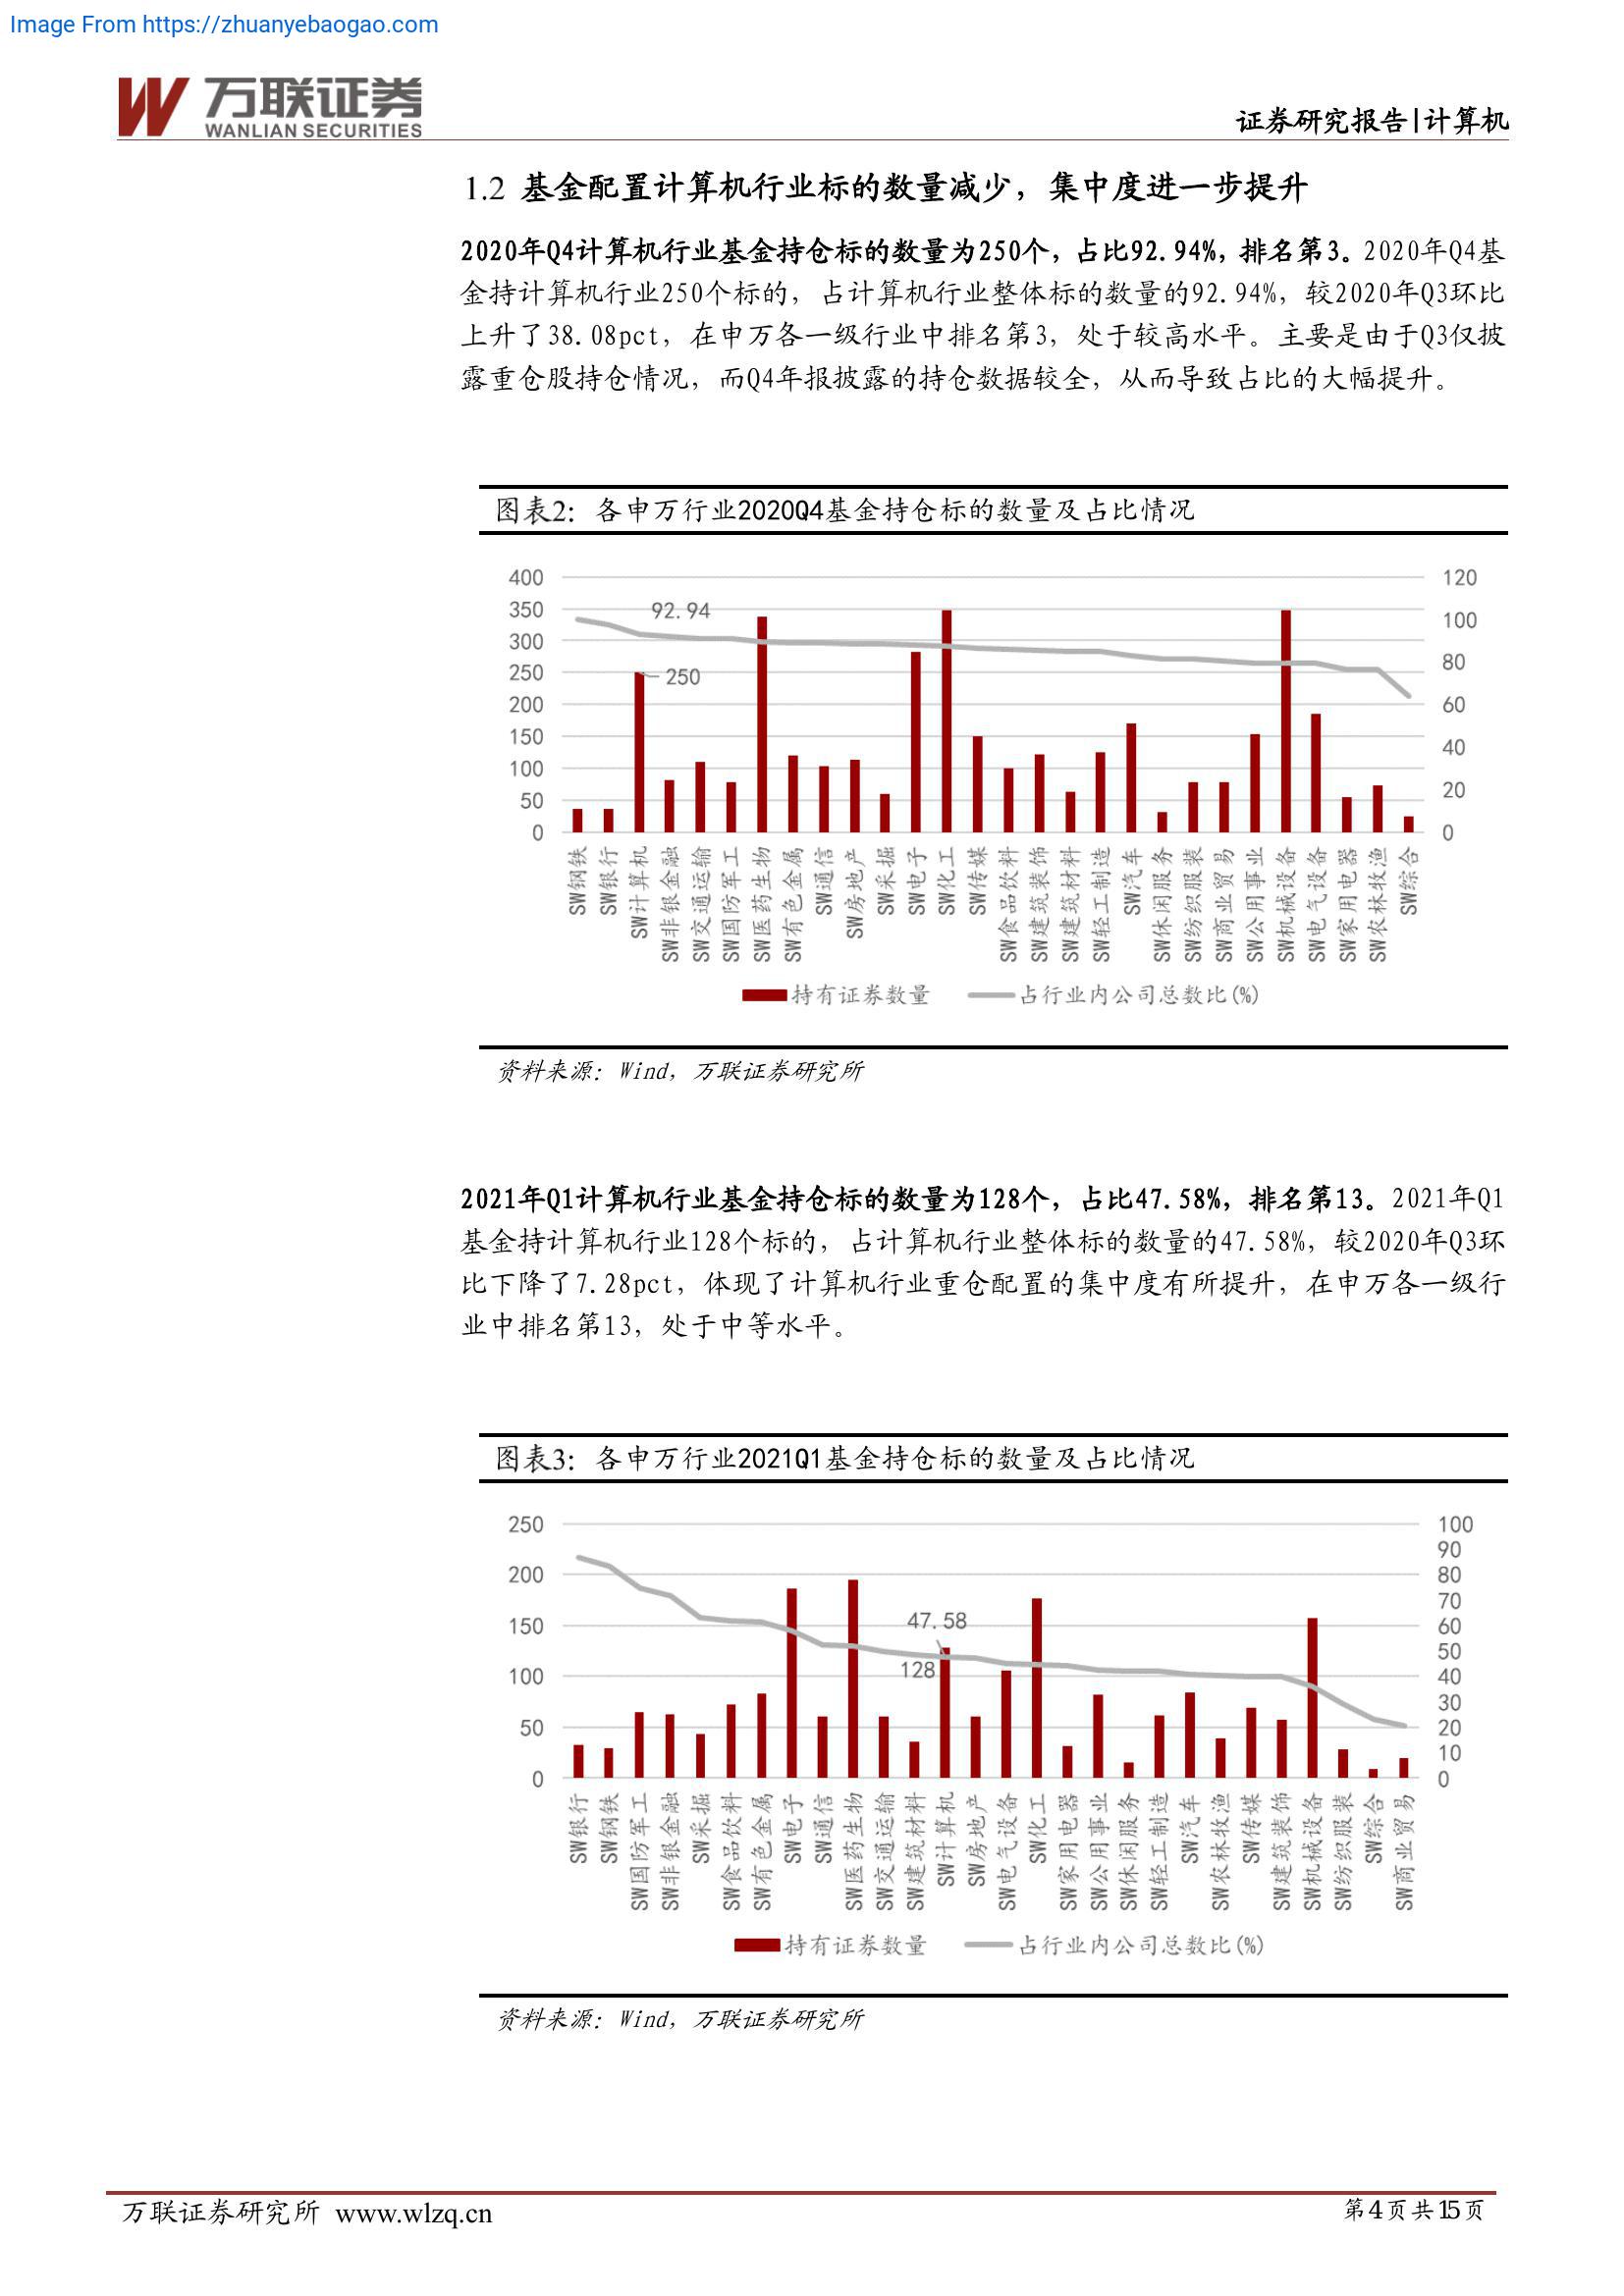 Image From https://zhuanyebaogao.com
万联证券
WANLIAN SECURITIES
证券研究报告|计算机
1.2 基金配置计算机行业标的数量减少，集中度进一步提升
2020年Q4计算机行业基金持仓标的数量为250个，占比92.94%，排名第3。2020年Q4基
金持计算机行业250个标的，占计算机行业整体标的数量的92.94%，较2020年Q3环比
上升了38.08pct，在申万各一级行业中排名第3，处于较高水平。主要是由于Q3仅披
露重仓股持仓情况，而Q4年报披露的持仓数据较全，从而导致占比的大幅提升。
图表2：各申万行业2020Q4基金持仓标的数量及占比情况
400
350
300
250
200
150
100
50
0
92.94
250
120
100
80
60
40
20
0
SW钢铁
SW银行
SW计算机
SW非银金融
SW交通运输
SW国防军工
SW医药生物
SW有色金属
SW通信
SW房地产
SW采掘
SW电子
SW化工
SW传媒
SW食品饮料
SW建筑装饰
SW建筑材料
SW轻工制造
SW汽车
SW休闲服务
SW纺织服装
SW商业贸易
SW公用事业
SW机械设备
SW电气设备
SW家用电器
SW农林牧渔
SW综合
持有证券数量
占行业内公司总数比(%)
资料来源：Wind，万联证券研究所
2021年Q1计算机行业基金持仓标的数量为128个，占比47.58%，排名第13。2021年Q1
基金持计算机行业128个标的，占计算机行业整体标的数量的47.58%，较2020年Q3环
比下降了7.28pct，体现了计算机行业重仓配置的集中度有所提升，在申万各一级行
业中排名第13，处于中等水平。
图表3：各申万行业2021Q1基金持仓标的数量及占比情况
250
200
150
100
50
0
47.58
128
100
90
80
70
60
50
40
30
20
10
0
SW银行
SW钢铁
SW国防军工
SW非银金融
SW采掘
SW食品饮料
SW有色金属
SW电子
SW通信
SW医药生物
SW交通运输
SW建筑材料
SW计算机
SW房地产
SW电气设备
SW化工
SW家用电器
SW公用事业
SW休闲服务
SW轻工制造
SW汽车
SW农林牧渔
SW传媒
SW建筑装饰
SW机械设备
SW纺织服装
SW综合
SW商业贸易
持有证券数量
占行业内公司总数比(%)
资料来源：Wind，万联证券研究所
万联证券研究所 www.wlzq.cn
第4页共15页